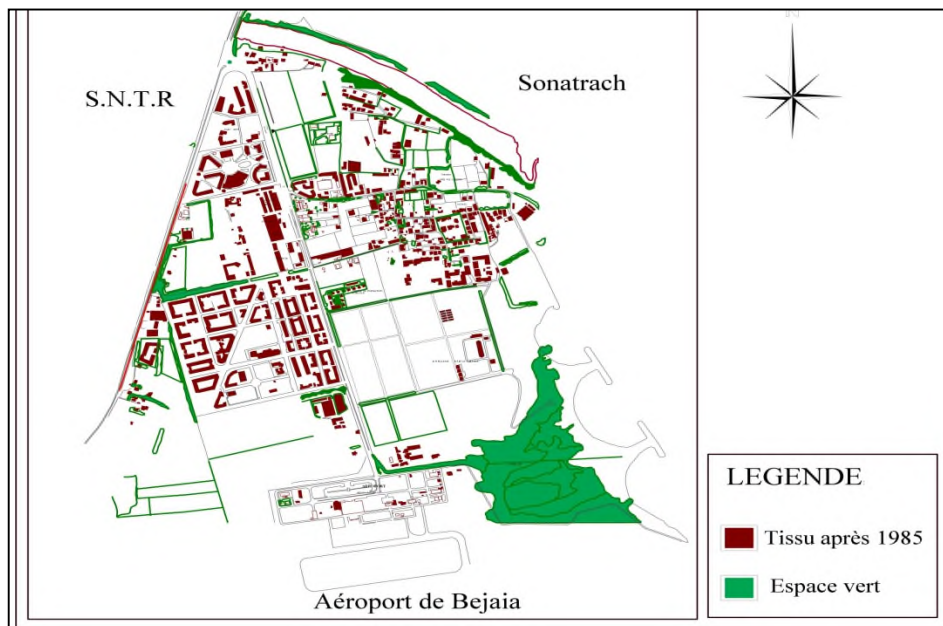 S.N.T.R
Sonatrach
Aéroport de Bejaia
LEGENDE
Tissu après 1985
Espace vert